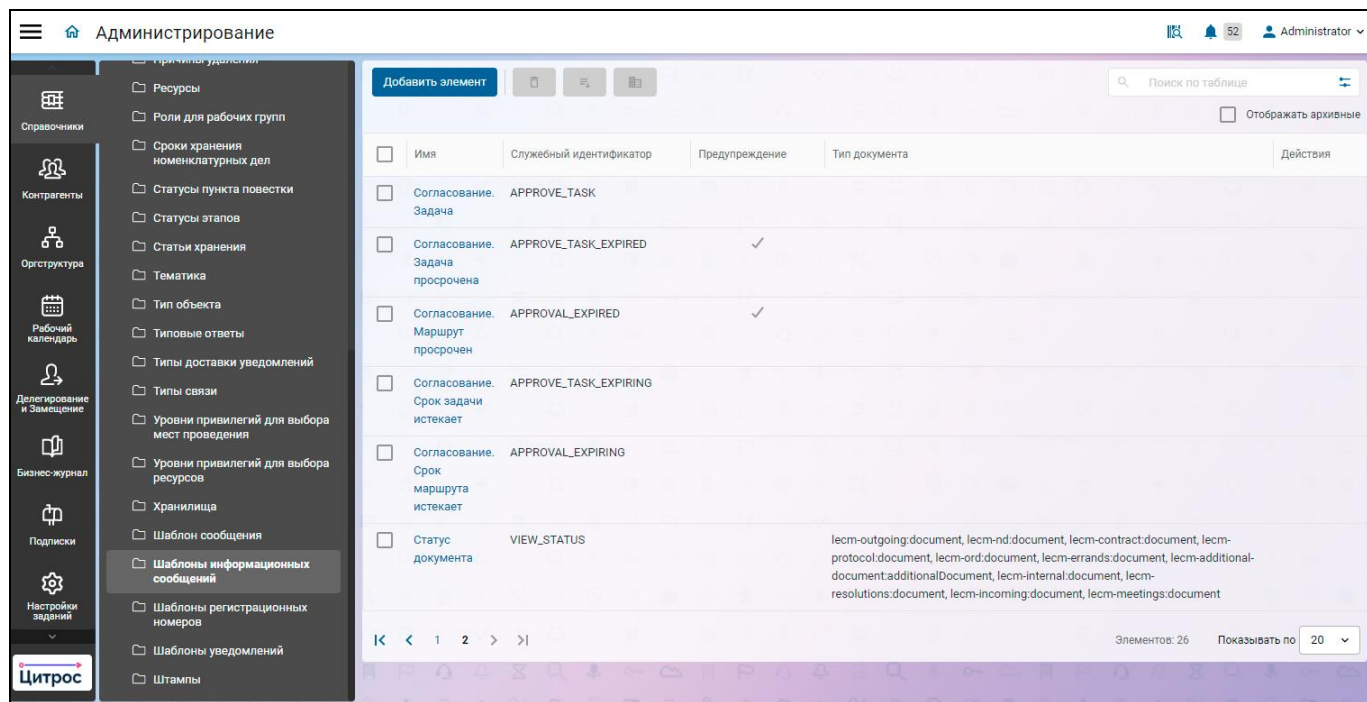 Администрирование
52
Administrator
Справочники
Контрагенты
Оргструктура
Рабочий
календарь
Делегирование
и Замещение
Бизнес-журнал
Подписки
Настройки
заданий
Цитрос
Причины удаления
Ресурсы
Роли для рабочих групп
Сроки хранения
номенклатурных дел
Статусы пункта повестки
Статусы этапов
Статьи хранения
Тематика
Тип объекта
Типовые ответы
Типы доставки уведомлений
Типы связи
Уровни привилегий для выбора
мест проведения
Уровни привилегий для выбора
ресурсов
Хранилища
Шаблон сообщения
Шаблоны информационных
сообщений
Шаблоны регистрационных
номеров
Шаблоны уведомлений
Штампы
Добавить элемент
Поиск по таблице
Отображать архивные
Имя Служебный идентификатор Предупреждение Тип документа Действия
Согласование. APPROVE_TASK
Задача
Согласование. APPROVE_TASK_EXPIRED
Задача
просрочена
Согласование. APPROVAL_EXPIRED
Маршрут
просрочен
Согласование. APPROVE_TASK_EXPIRING
Срок задачи
истекает
Согласование. APPROVAL_EXPIRING
Срок
маршрута
истекает
Статус VIEW_STATUS lecm-outgoing:document, lecm-nd:document, lecm-contract:document, lecm-
документа protocol:document, lecm-ord:document, lecm-errands:document, lecm-additional-
document:additionalDocument, lecm-internal:document, lecm-
resolutions:document, lecm-incoming:document, lecm-meetings:document
1 2 Элементов: 26 Показывать по 20